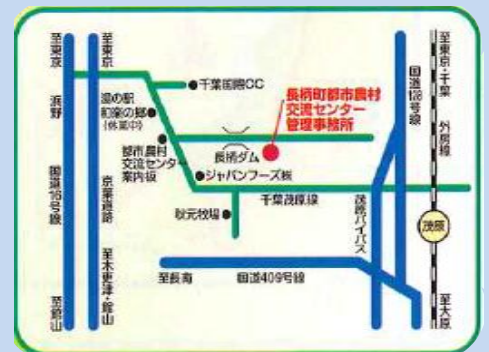 至東京
浜野
国道16号線
至館山
至東京
京葉道路
至木更津・館山
千葉国際CC
湯の駅
和楽の郷
(休業中)
都市農村
交流センター
案内板
長柄ダム
長柄町都市農村
交流センター
管理事務所
ジャパンフーズ㈱
千葉茂原線
秋元牧場
茂原バイパス
至長南
国道409号線
国道128号線
至東京・千葉
外房線
茂原
至大原